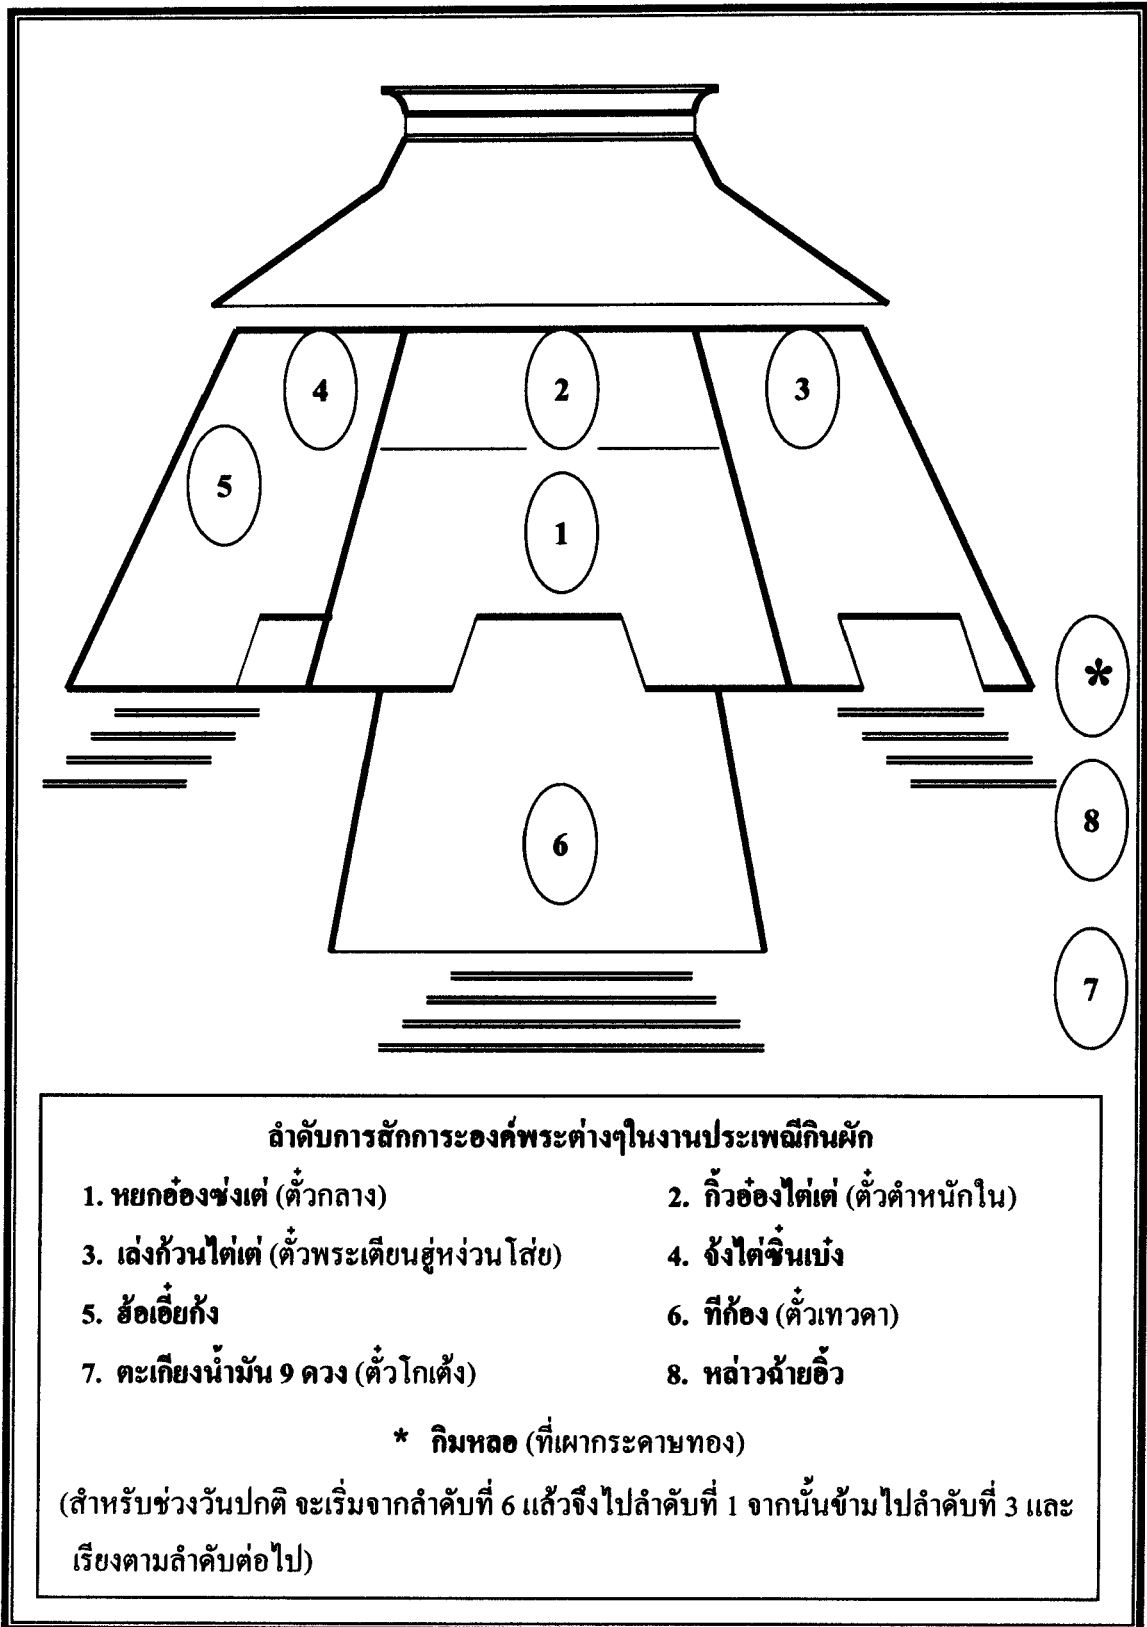 4
2
3
5
1
*
8
6
7
ลำดับการสักการะองค์พระต่างๆในงานประเพณีกินผัก
1. หยกอ๋องซ่งเต่ (ตั๋วกลาง)
2. กิ้วอ๋องไต่เต่ (ตั๋วตำหนักใน)
3. เล่งก้วนไต่เต่ (ตั๋วพระเตียนฮู่หง่วนโส่ย)
4. จ้งไต่ซิ๋นเบ๋ง
5. ฮ้อเอี๋ยก้ง
6. ทีก้อง (ตั๋วเทวดา)
7. ตะเกียงน้ำมัน 9 ดวง (ตั๋วโกเต้ง)
8. หล่าวฉ้ายอิ้ว
* กิมหลอ (ที่เผากระดาษทอง)
(สำหรับช่วงวันปกติ จะเริ่มจากลำดับที่ 6 แล้วจึงไปลำดับที่ 1 จากนั้นข้ามไปลำดับที่ 3 และ
เรียงตามลำดับต่อไป)